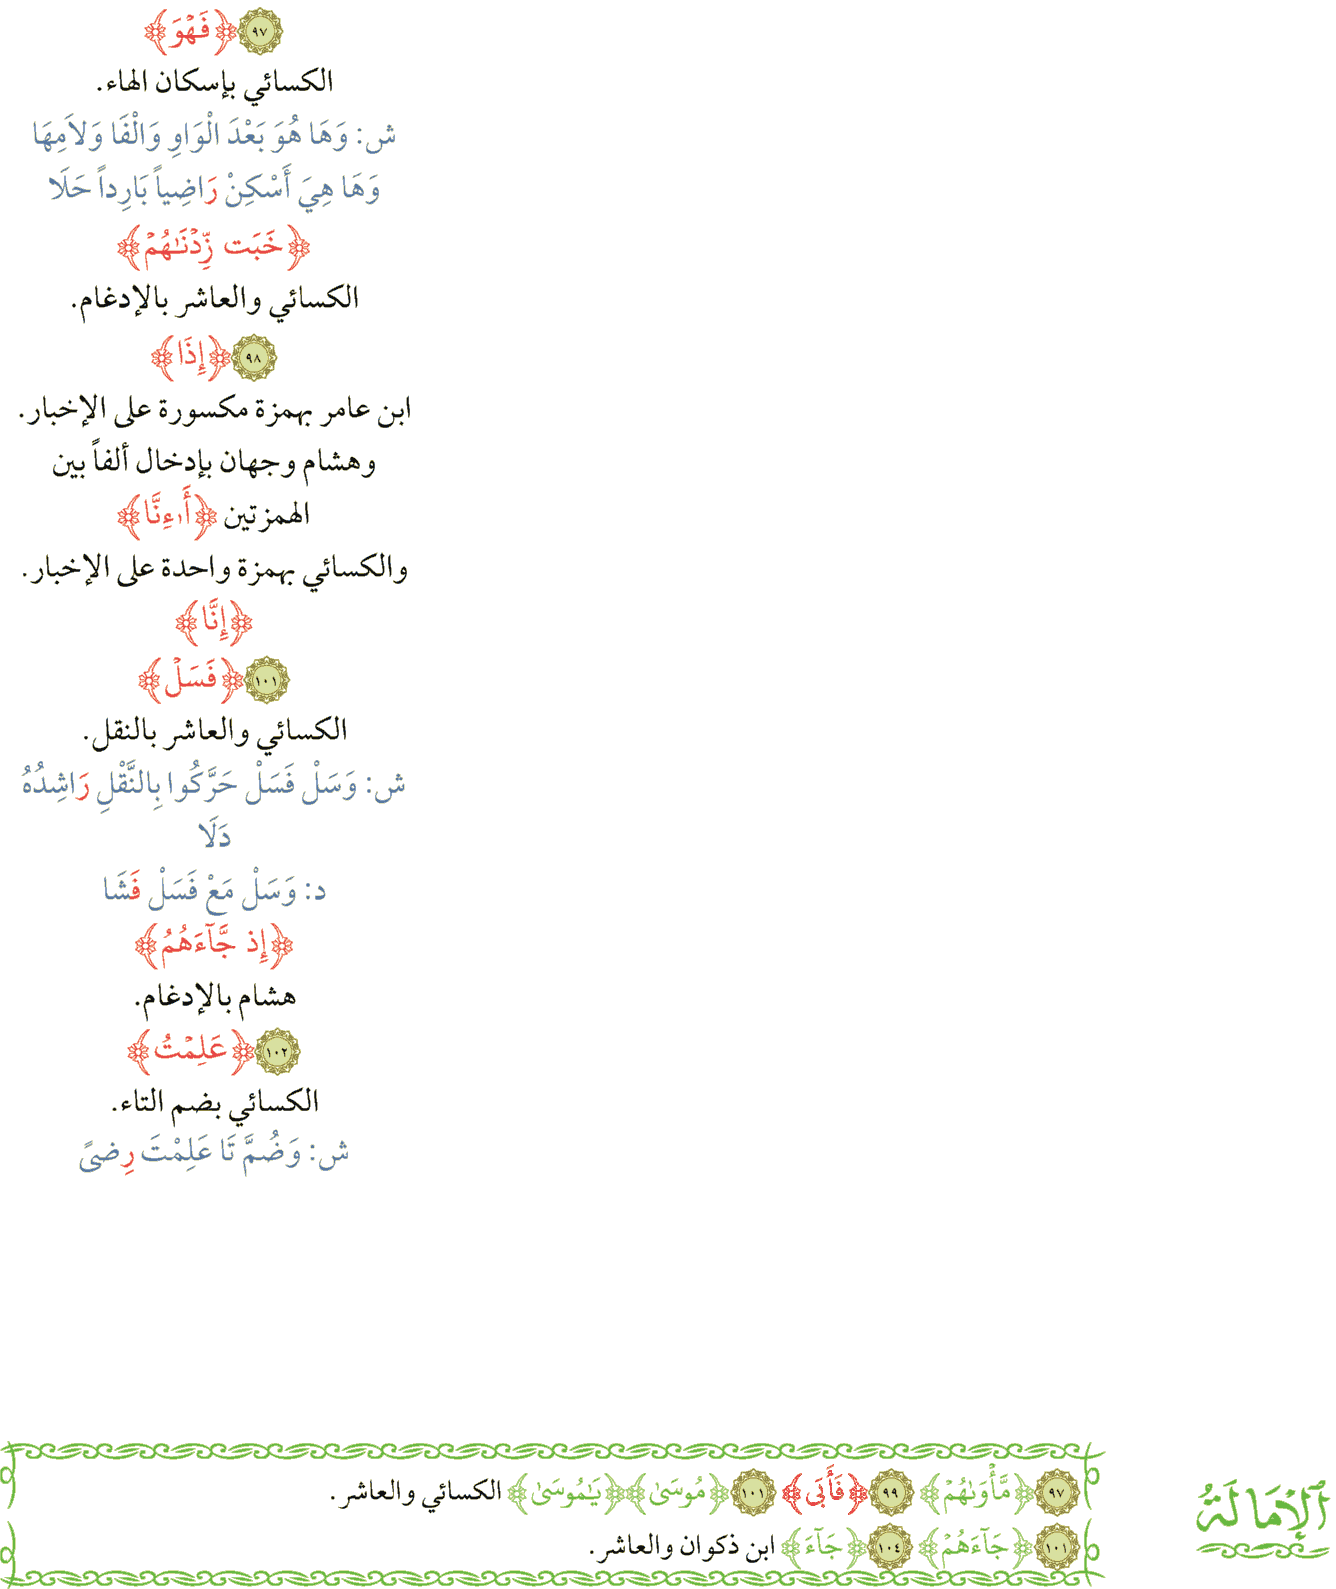 ٩٧ ﴿فَهْوَ﴾
الكسائي بإسكان الهاء.
ش: وَهَا هُوَ بَعْدَ الْوَاوِ وَالْفَا وَلاَمِهَا
وَهَا هِيَ أَسْكِنْ رَاضِياً بَارِداً حَلَا
﴿خَبَت زِّدْنَٰهُمْ﴾
الكسائي والعاشر بالإدغام.
٩٨ ﴿إِذَا﴾
ابن عامر بهمزة مكسورة على الإخبار.
وهشام وجهان بإدخال ألفاً بين
الهمزتين ﴿أَاءِنَّا﴾
والكسائي بهمزة واحدة على الإخبار.
﴿إِنَّا﴾
١٠١ ﴿فَسَلْ﴾
الكسائي والعاشر بالنقل.
ش: وَسَلْ فَسَلْ حَرَّكُوا بِالنَّقْلِ رَاشِدُهُ
دَلَا
د: وَسَلْ مَعْ فَسَلْ فَشَا
﴿إِذ جَّآءَهُمُ﴾
هشام بالإدغام.
١٠٢ ﴿عَلِمْتُ﴾
الكسائي بضم التاء.
ش: وَضُمَّ تَا عَلِمْتَ رِضىً
الإِمَالَةُ
٩٧ ﴿مَّأْوَىٰهُمْ﴾ ٩٩ ﴿فَأَبَى﴾ ١٠١ ﴿مُوسَىٰ﴾ ﴿يَٰمُوسَىٰ﴾ الكسائي والعاشر.
١٠١ ﴿جَآءَهُمْ﴾ ١٠٤ ﴿جَآءَ﴾ ابن ذكوان والعاشر.